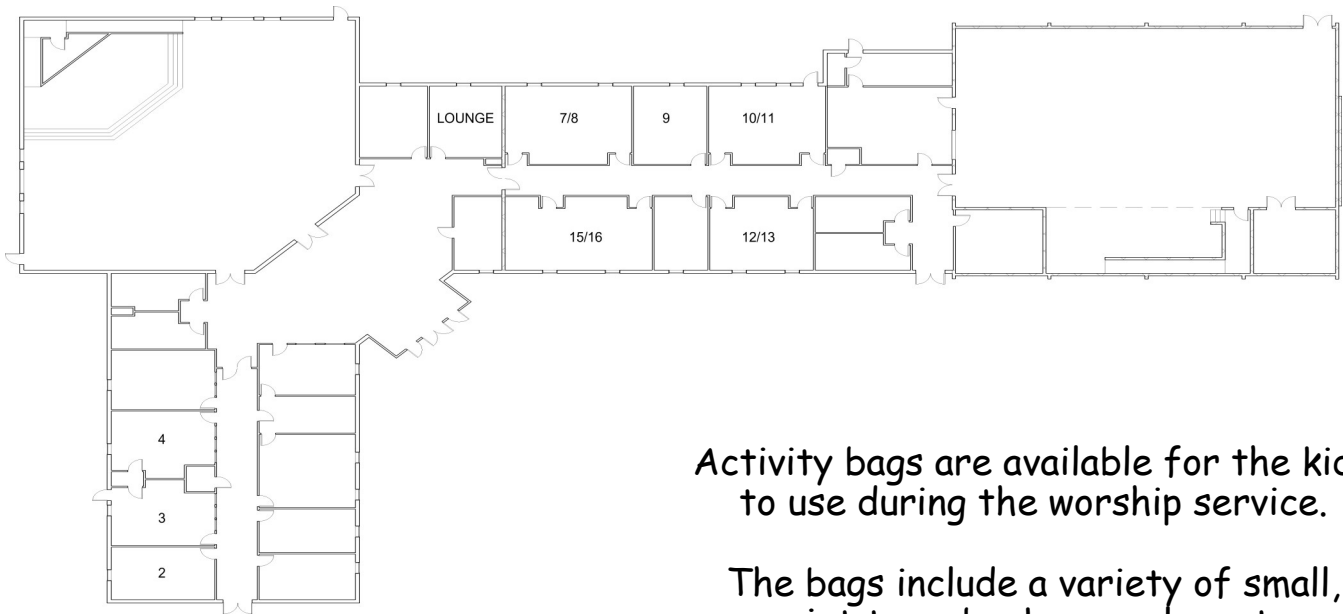 LOUNGE
7/8
9
10/11
15/16
12/13
4
3
2
Activity bags are available for the
to use during the worship service.
The bags include a variety of small,